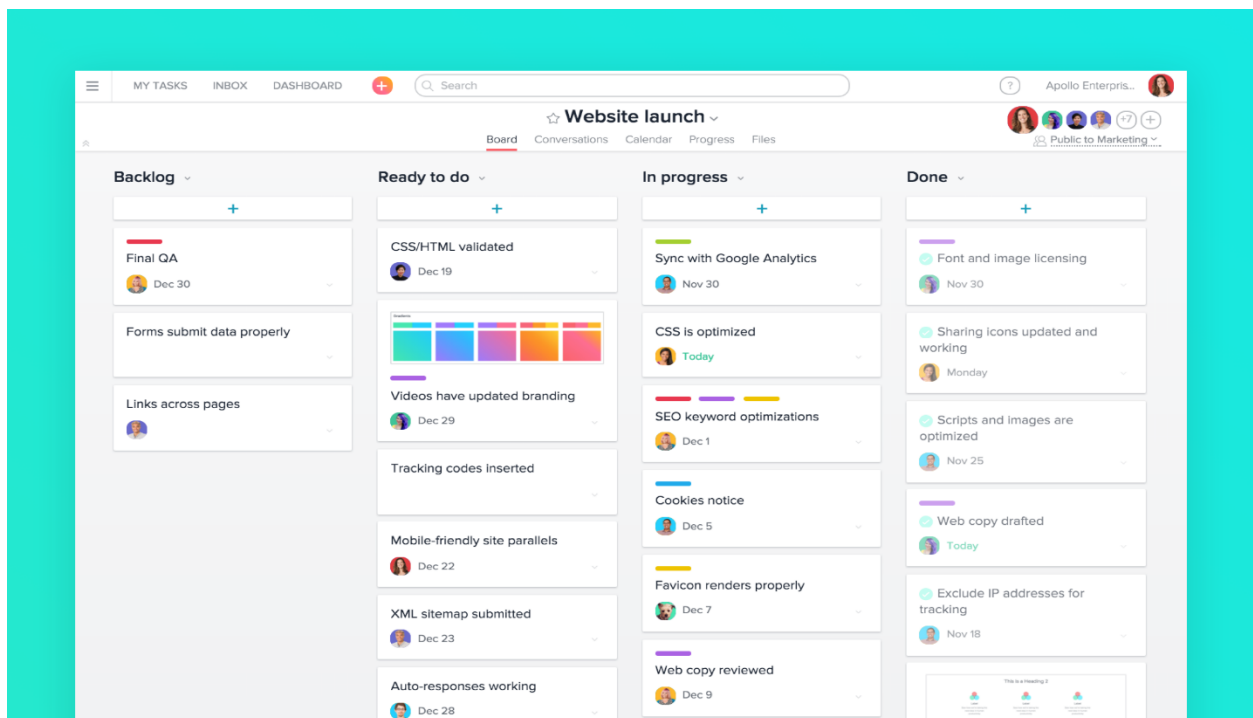 MY TASKS INBOX DASHBOARD + Search ? Apollo Enterpris...
Website launch
+7 +
Board Conversations Calendar Progress Files
Public to Marketing
Backlog
+
Final QA
Dec 30
Forms submit data properly
Links across pages
Ready to do
+
CSS/HTML validated
Dec 19
Videos have updated branding
Dec 29
Tracking codes inserted
Mobile-friendly site parallels
Dec 22
XML sitemap submitted
Dec 23
Auto-responses working
Dec 28
In progress
+
Sync with Google Analytics
Nov 30
CSS is optimized
Today
SEO keyword optimizations
Dec 1
Cookies notice
Dec 5
Favicon renders properly
Dec 7
Web copy reviewed
Dec 9
Done
+
Font and image licensing
Nov 30
Sharing icons updated and
working
Monday
Scripts and images are
optimized
Nov 25
Web copy drafted
Today
Exclude IP addresses for
tracking
Nov 18
This is a Heading 2